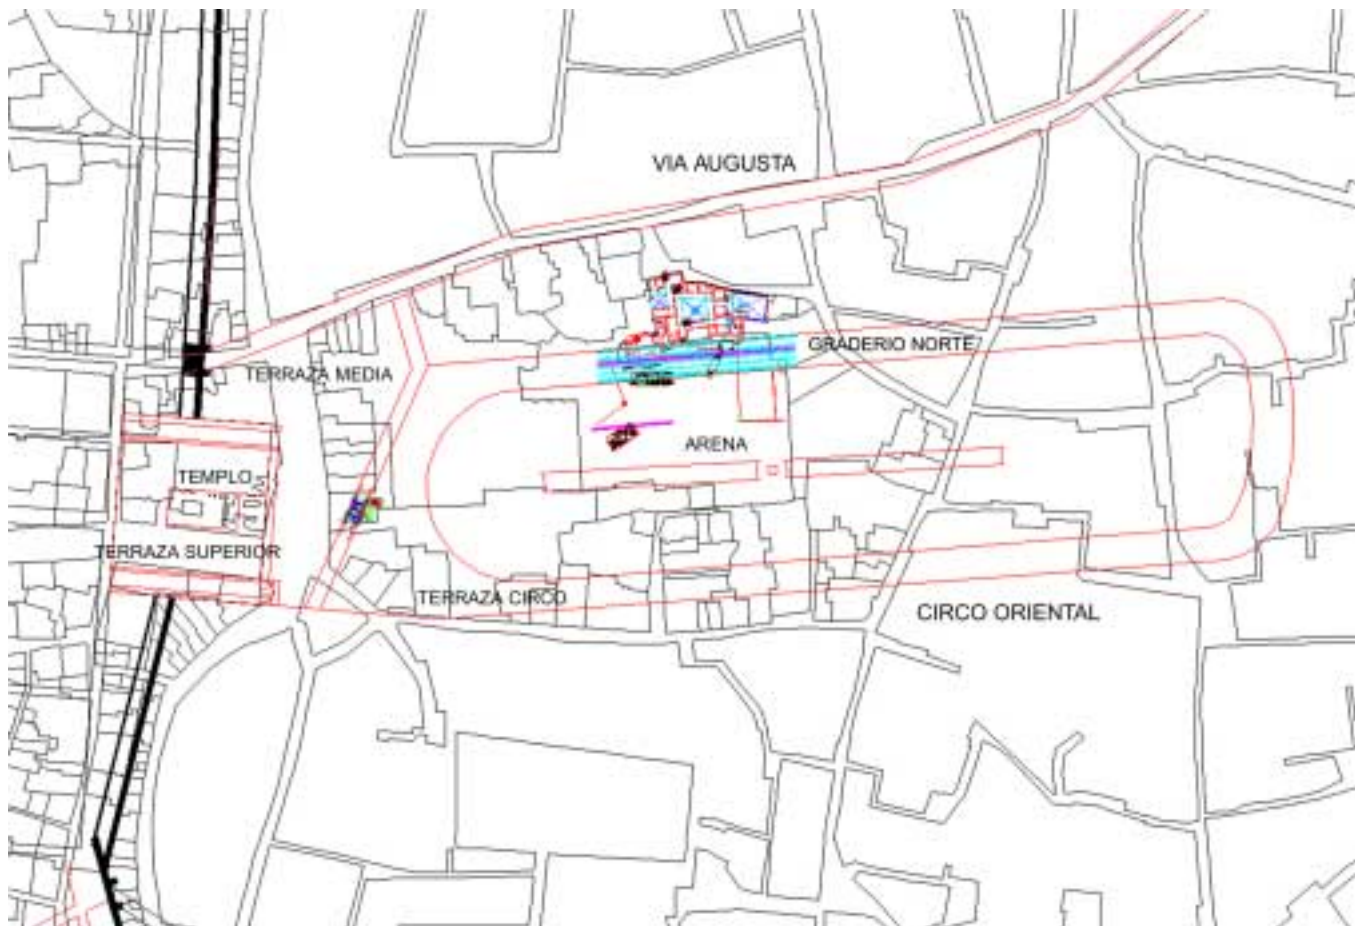 VIA AUGUSTA
GRADERIO NORTE
TERRAZA MEDIA
ARENA
TEMPLO
TERRAZA SUPERIOR
TERRAZA CIRCO
CIRCO ORIENTAL